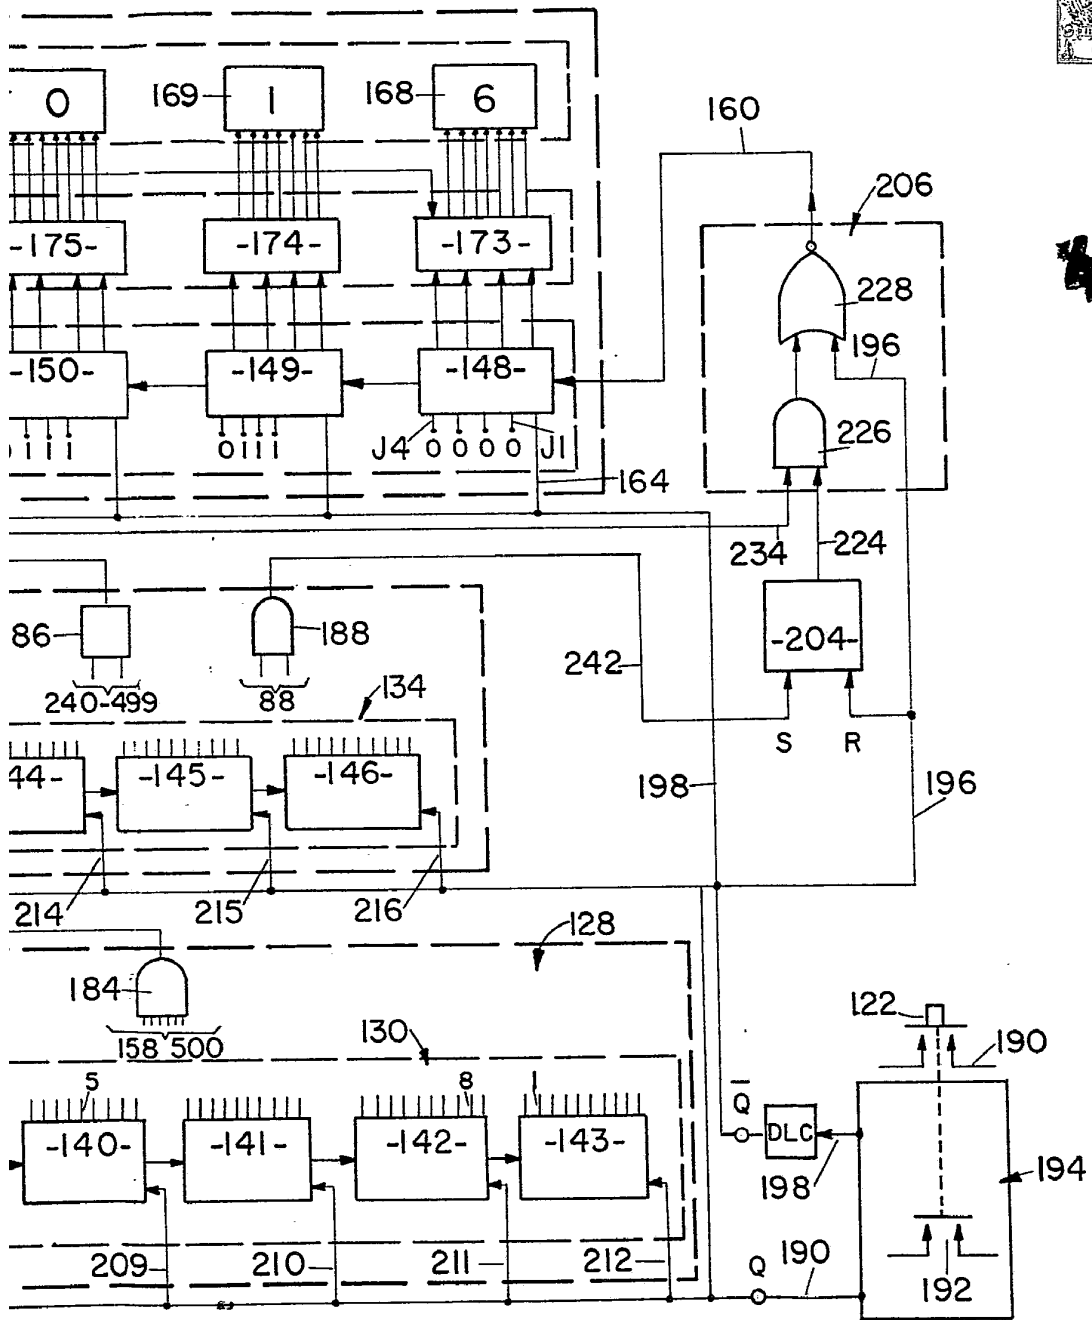 0 169 1 168 6
160
206
-175- -174- -173-
228
196
-150- -149- -148-
1 1 1 0 1 1 1 J4 0 0 0 0 J1
226
164
234 224
86 188 -204-
242
240-499 88
134
S R
44- -145- -146-
198 196
214 215 216
128
184
122
158 500 130 190
5 8 1
Q̅
-140- -141- -142- -143- DLC
198 194
209 210 211 212 Q 190 192